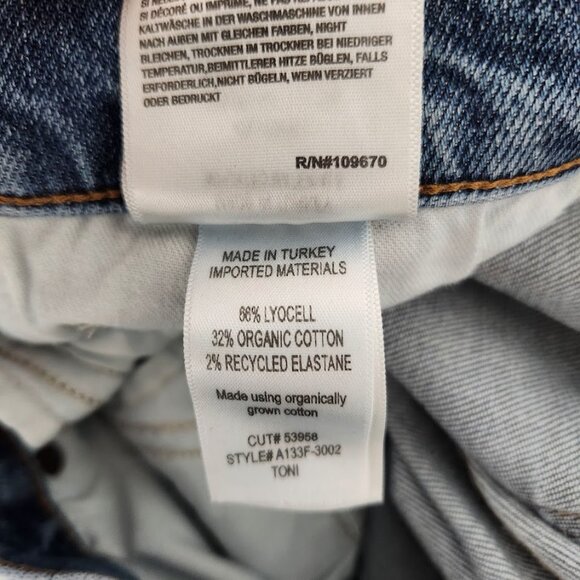 SI DÉCORÉ OU IMPRIMÉ, NE PAS
KALTWÄSCHE IN DER WASCHMASCHINE VON INNEN
NACH AUßEN MIT GLEICHEN FARBEN, NIGHT
BLEICHEN, TROCKNEN IM TROCKNER BEI NIEDRIGER
TEMPERATUR,BEIMITTLERER HITZE BÜGLEN, FALLS
ERFORDERLICH,NICHT BÜGELN, WENN VERZIERT
ODER BEDRUCKT
R/N#109670
MADE IN TURKEY
IMPORTED MATERIALS
66% LYOCELL
32% ORGANIC COTTON
2% RECYCLED ELASTANE
Made using organically
grown cotton
CUT# 53958
STYLE# A133F-3002
TONI